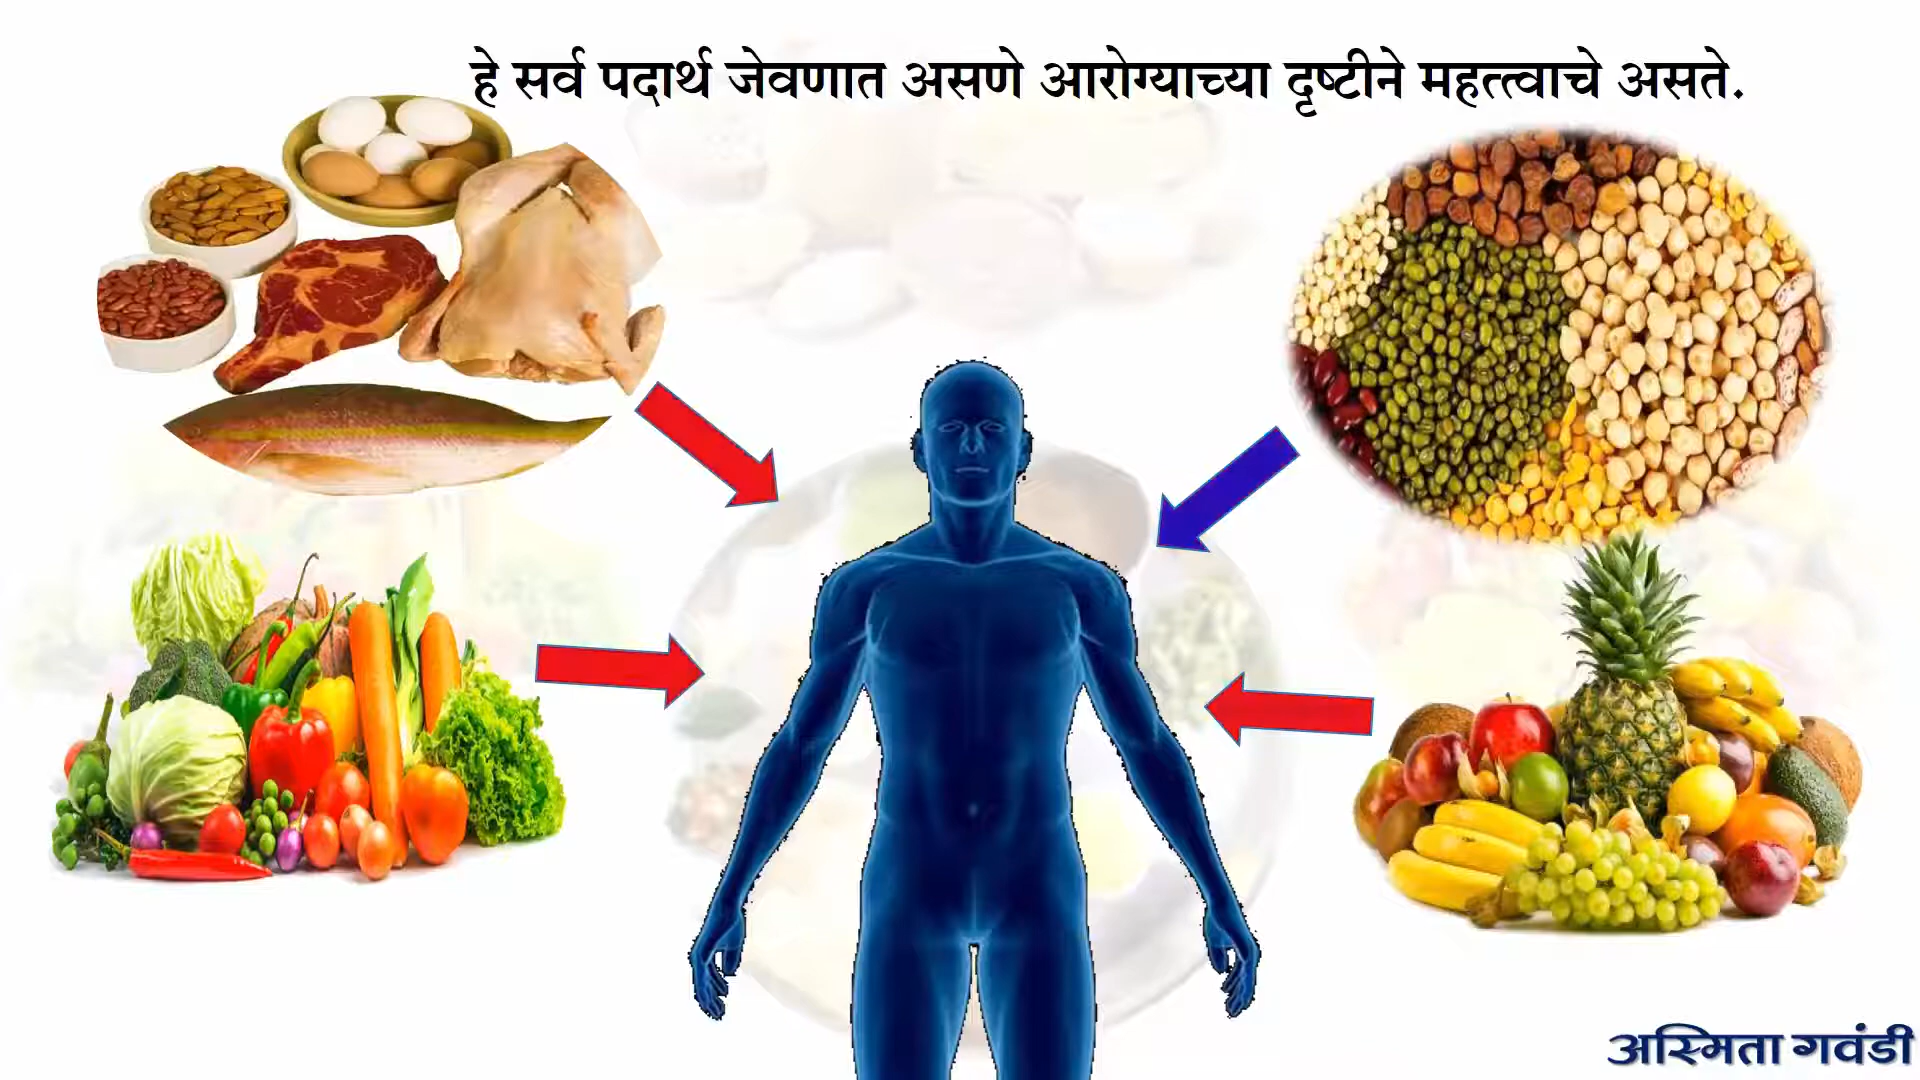 हे सर्व पदार्थ जेवणात असणे आरोग्याच्या दृष्टीने महत्त्वाचे असते.
अस्मिता गवंडी